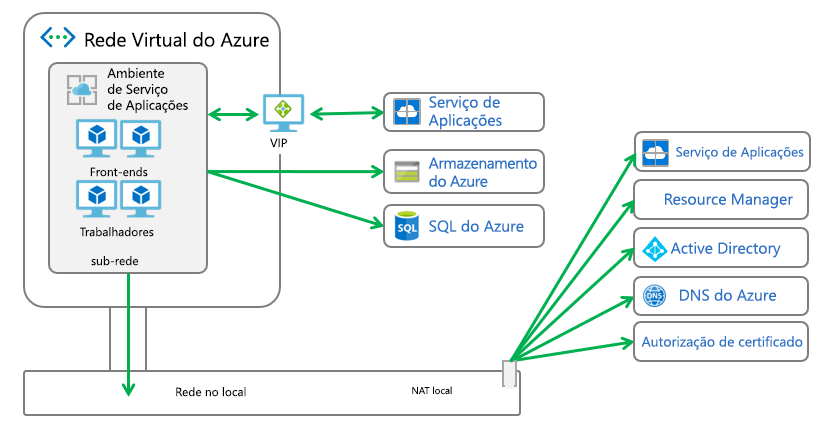 Rede Virtual do Azure
Ambiente
de Serviço
de Aplicações
Front-ends
Trabalhadores
sub-rede
VIP
Serviço de
Aplicações
Armazenamento
do Azure
SQL
SQL do Azure
Serviço de Aplicações
Resource Manager
Active Directory
DNS
DNS do Azure
Autorização de certificado
Rede no local
NAT local